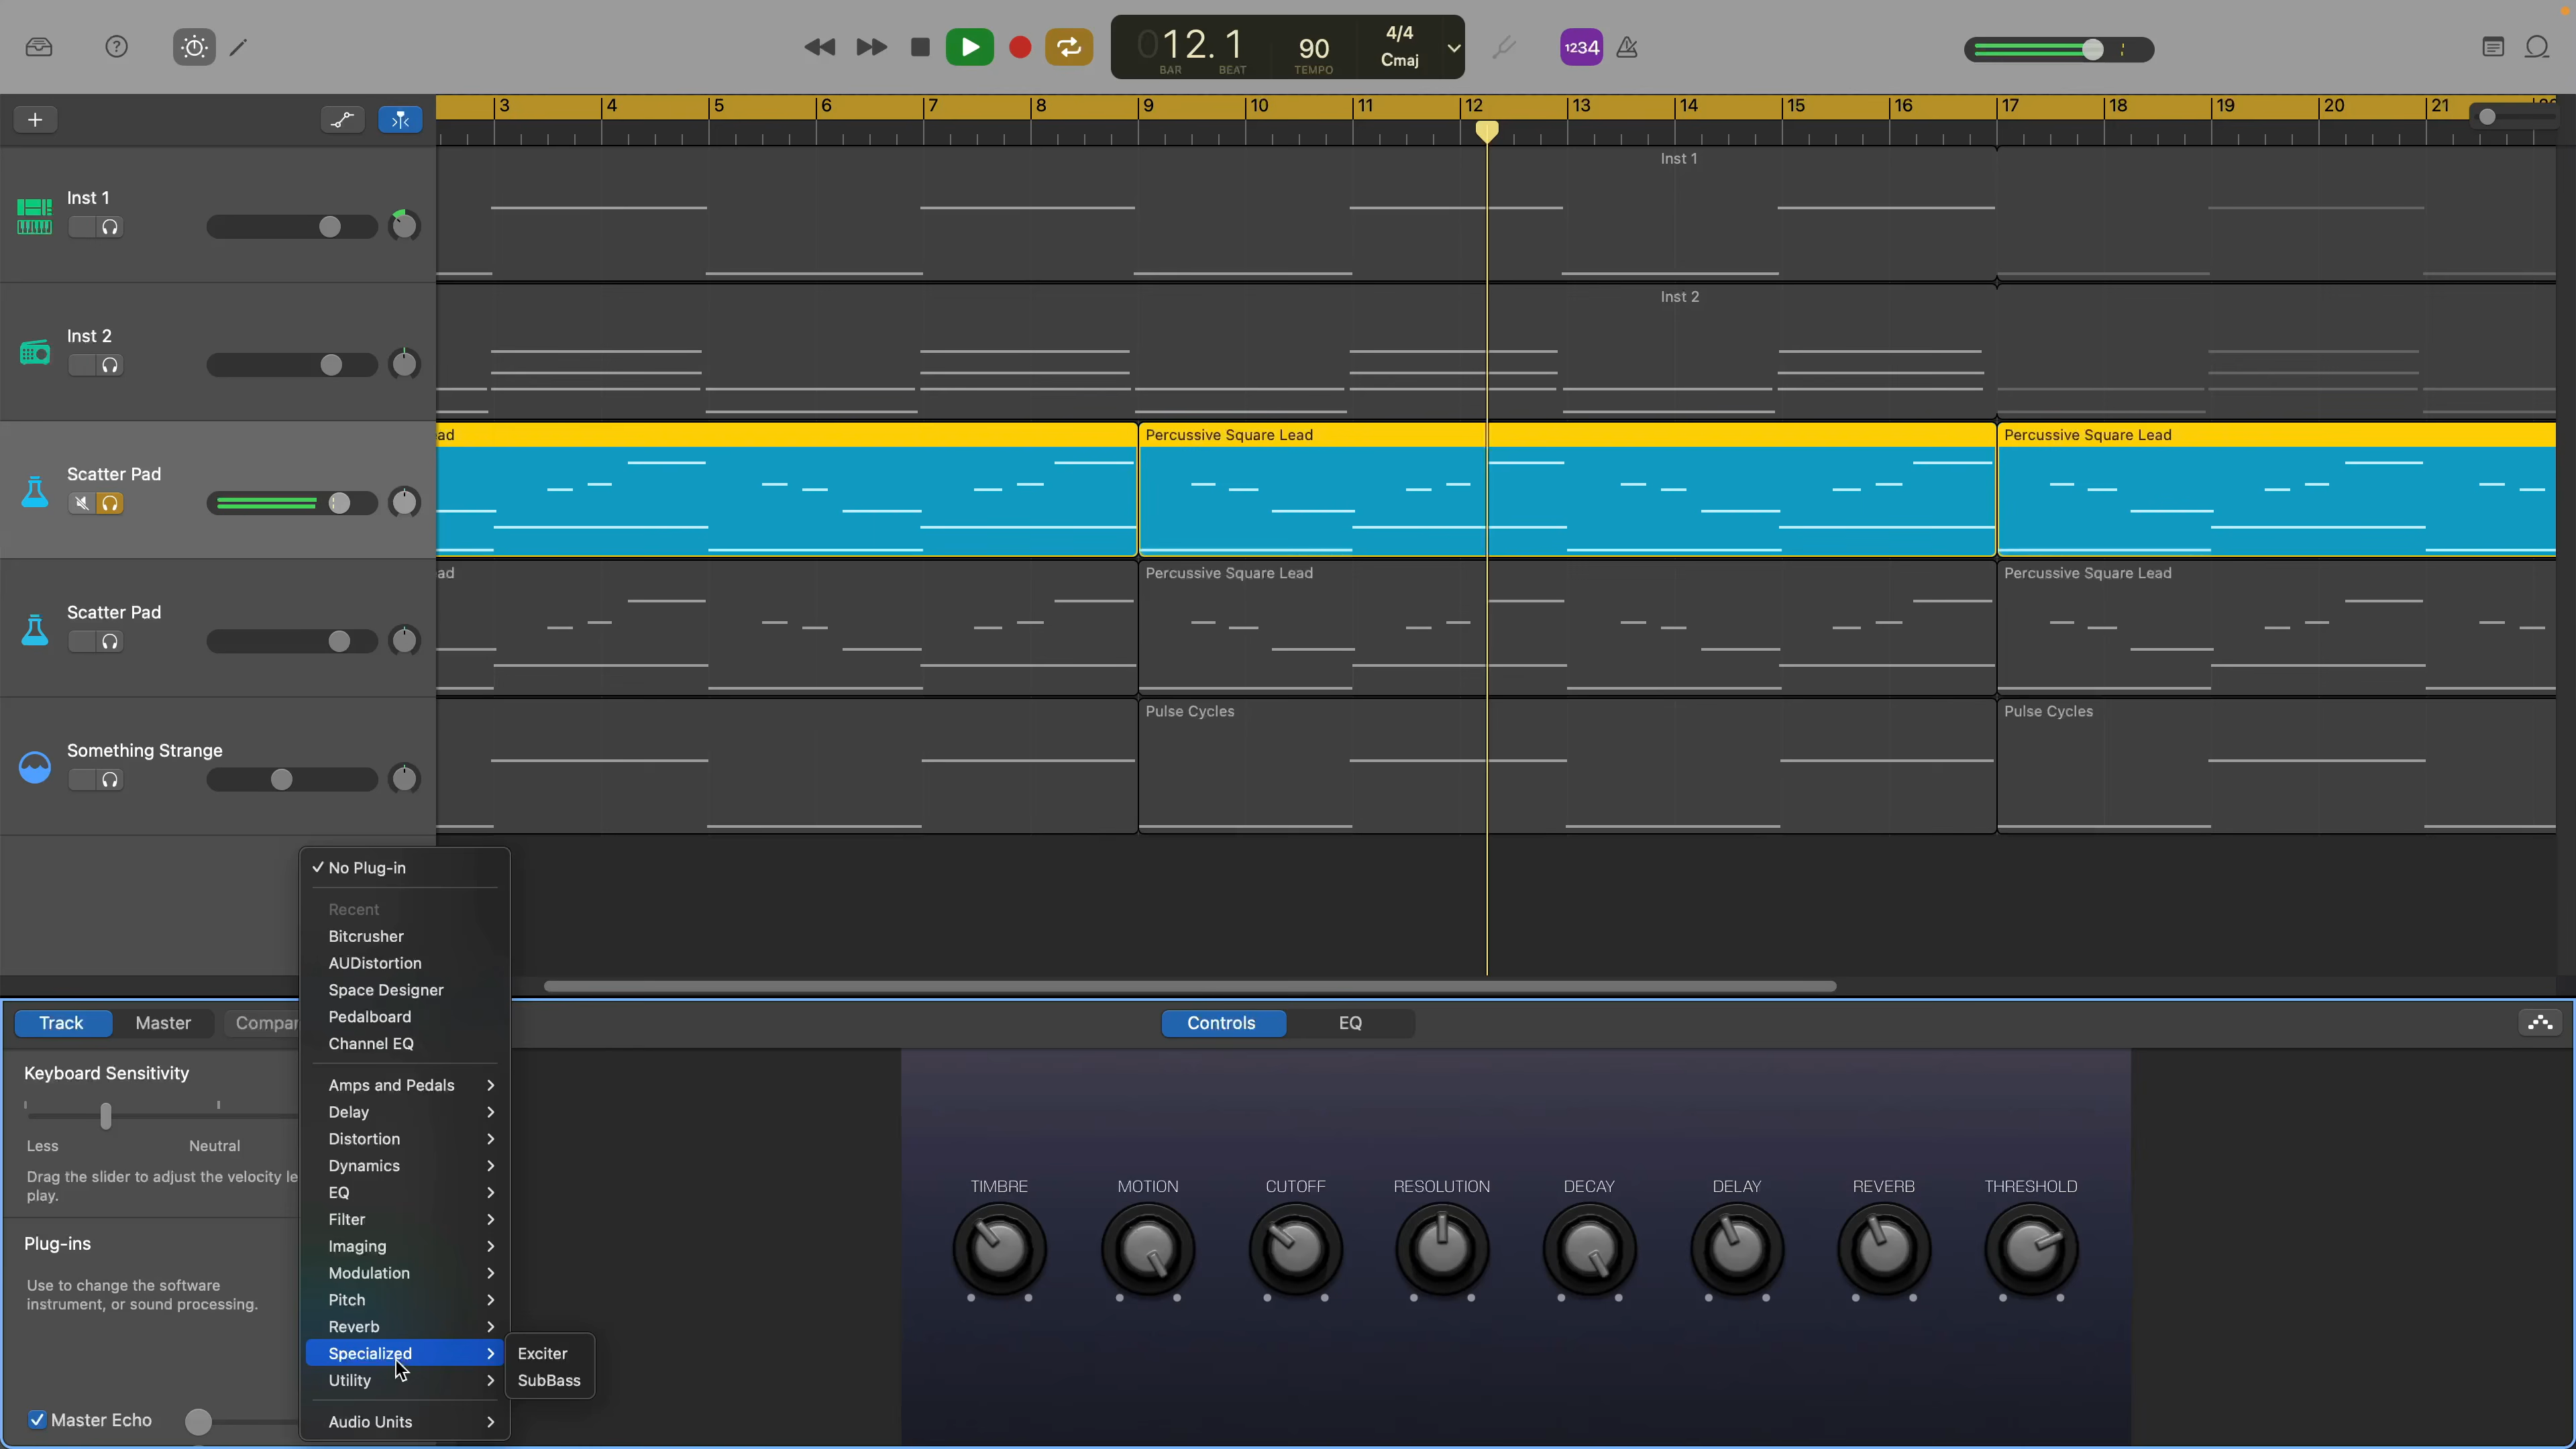 012. 1
BAR BEAT
90
TEMPO
4/4
Cmaj
1234
3 4 5 6 7 8 9 10 11 12 13 14 15 16 17 18 19 20 21
Inst 1
Inst 1
Inst 2
Inst 2
Scatter Pad
ad
Percussive Square Lead
Percussive Square Lead
Scatter Pad
ad
Percussive Square Lead
Percussive Square Lead
Something Strange
Pulse Cycles
Pulse Cycles
✓ No Plug-in
Recent
Bitcrusher
AUDistortion
Space Designer
Pedalboard
Channel EQ
Amps and Pedals
Delay
Distortion
Dynamics
EQ
Filter
Imaging
Modulation
Pitch
Reverb
Specialized
Utility
Audio Units
Exciter
SubBass
Track Master Compar
Controls EQ
Keyboard Sensitivity
Less Neutral
Drag the slider to adjust the velocity le
play.
Plug-ins
Use to change the software
instrument, or sound processing.
Master Echo
TIMBRE MOTION CUTOFF RESOLUTION DECAY DELAY REVERB THRESHOLD